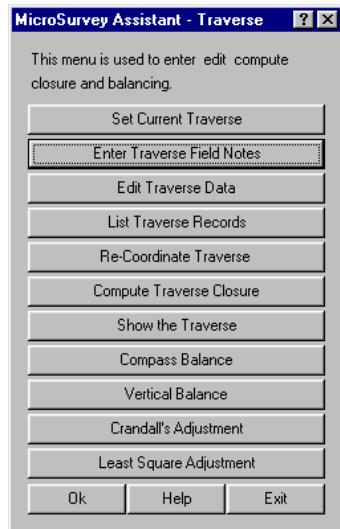 MicroSurvey Assistant - Traverse
This menu is used to enter edit compute
closure and balancing.
Set Current Traverse
Enter Traverse Field Notes
Edit Traverse Data
List Traverse Records
Re-Coordinate Traverse
Compute Traverse Closure
Show the Traverse
Compass Balance
Vertical Balance
Crandall's Adjustment
Least Square Adjustment
Ok Help Exit